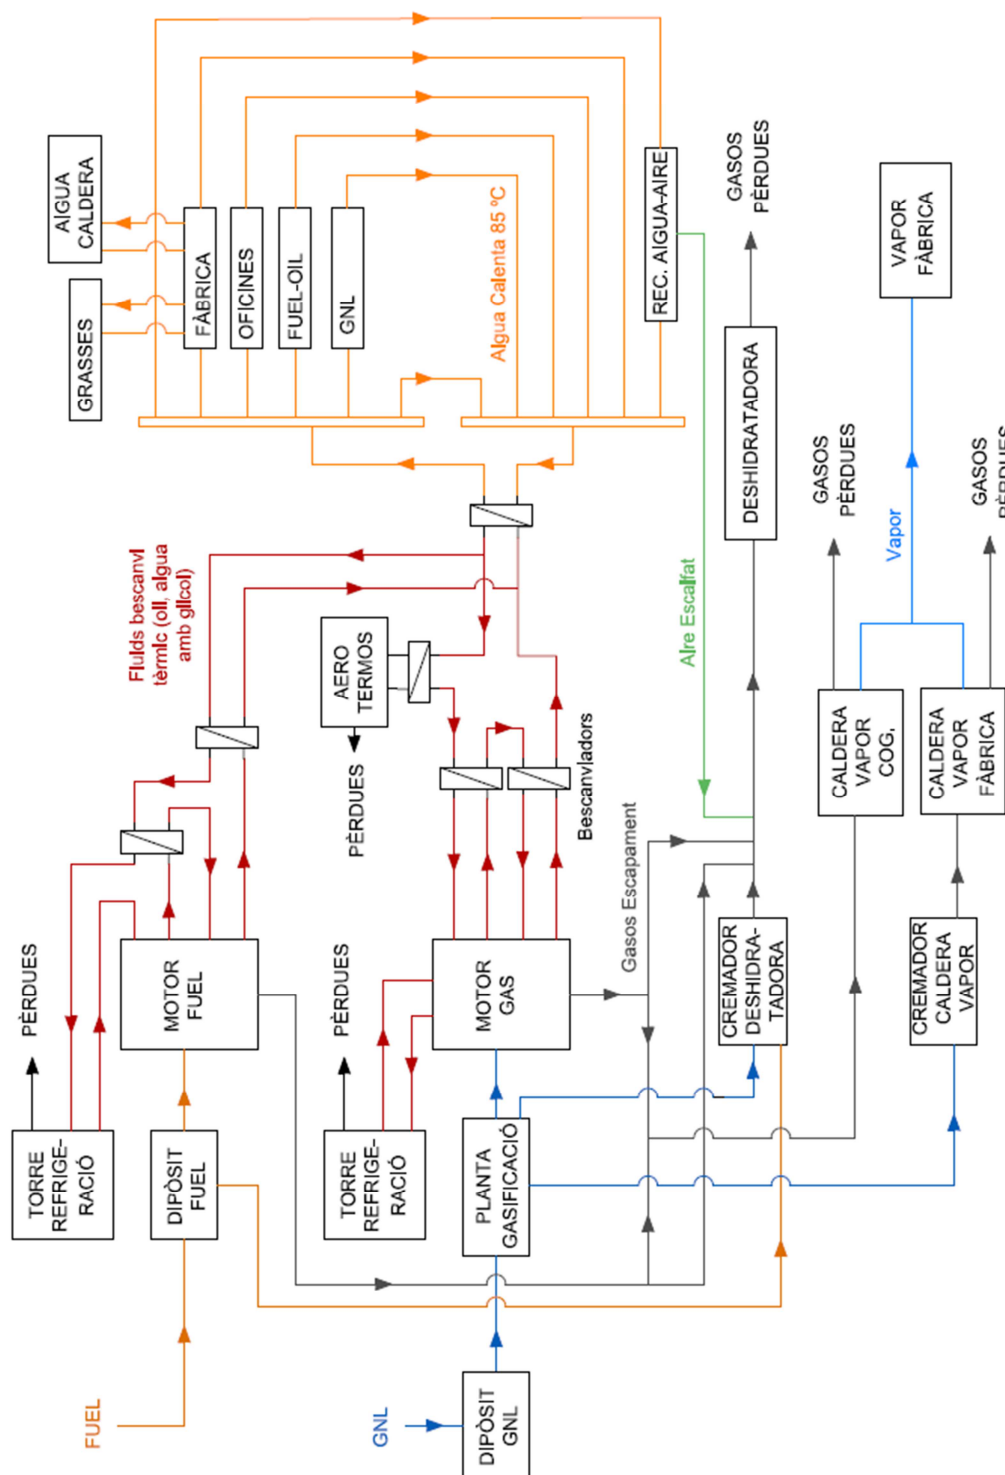 AIGUA
CALDERA
GRASSES
FÀBRICA
OFICINES
FUEL-OIL
GNL
Aigua Calenta 85 ºC
REC. AIGUA-AIRE
GASOS
PÈRDUES
DESHIDRATADORA
VAPOR
FÀBRICA
GASOS
PÈRDUES
GASOS
PÈRDUES
Vapor
Fluids bescanvi
tèrmic (oli, aigua
amb glicol)
AERO
TERMOS
PÈRDUES
Bescanviadors
Aire Escalfat
CALDERA
VAPOR
COG.
CALDERA
VAPOR
FÀBRICA
Gasos Escapament
PÈRDUES
MOTOR
FUEL
PÈRDUES
MOTOR
GAS
CREMADOR
DESHIDRA-
TADORA
CREMADOR
CALDERA
VAPOR
TORRE
REFRIGE-
RACIÓ
DIPÒSIT
FUEL
TORRE
REFRIGE-
RACIÓ
PLANTA
GASIFICACIÓ
FUEL
GNL
DIPÒSIT
GNL